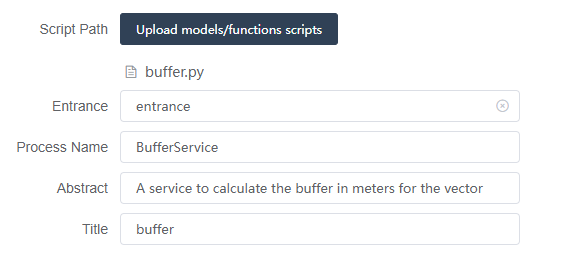 Script Path Upload models/functions scripts
buffer.py
Entrance entrance
Process Name BufferService
Abstract A service to calculate the buffer in meters for the vector
Title buffer